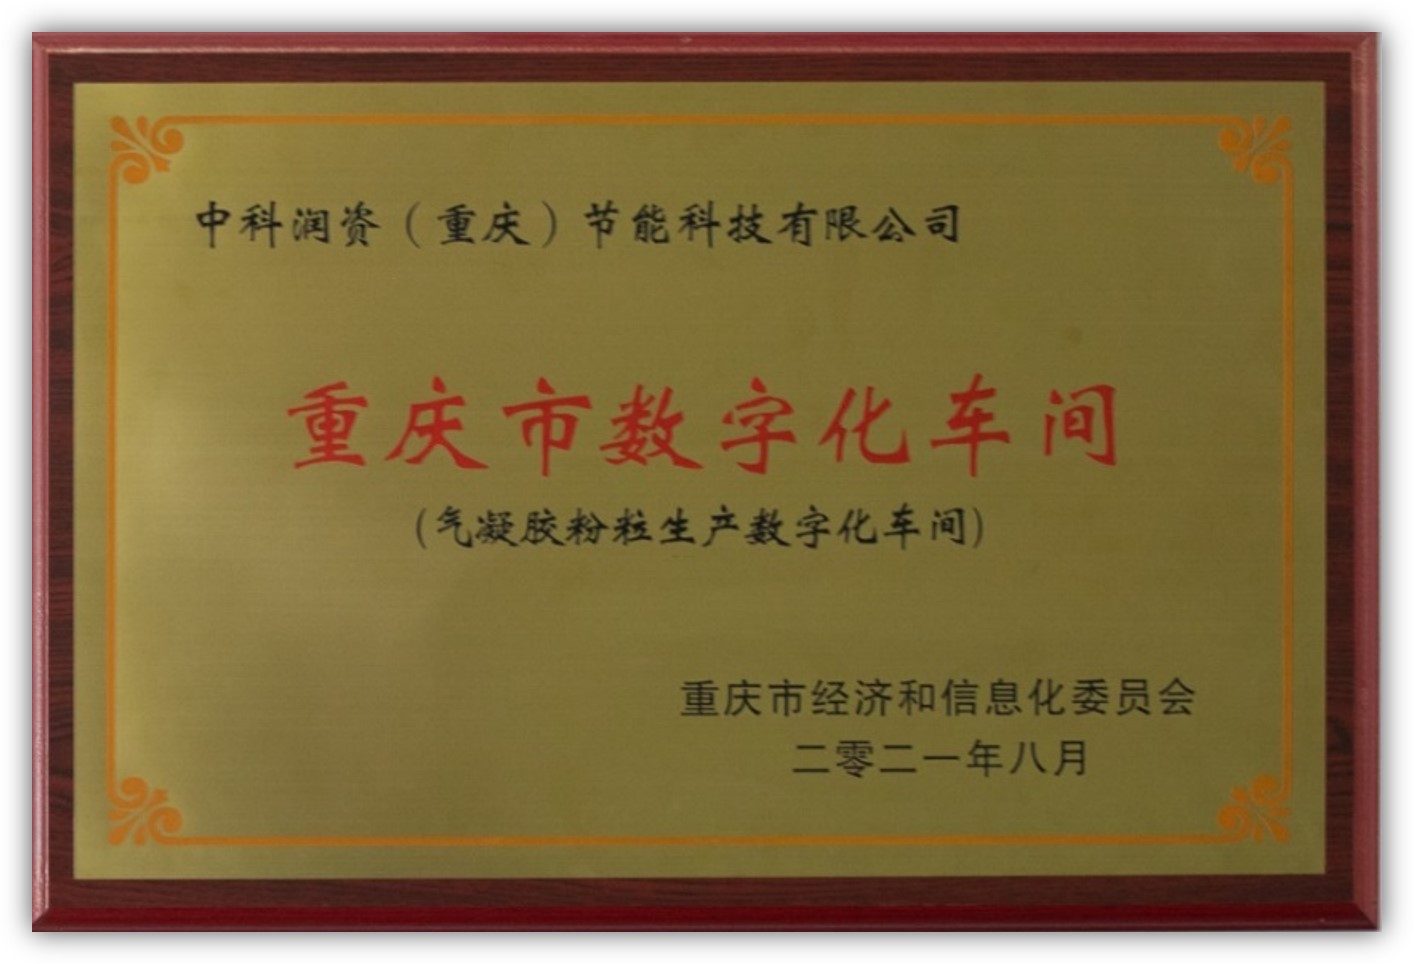 中科润资（重庆）节能科技有限公司
重庆市数字化车间
(气凝胶粉粒生产数字化车间)
重庆市经济和信息化委员会
二零二一年八月